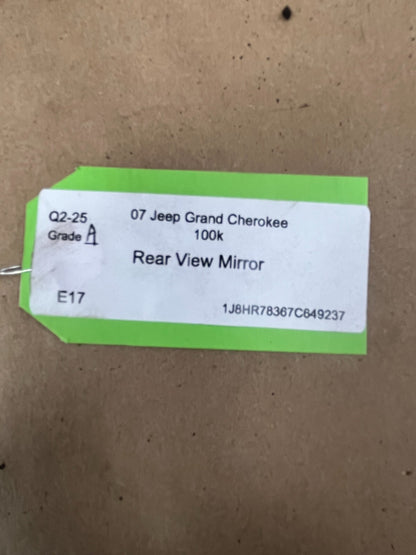 Q2-25 07 Jeep Grand Cherokee
Grade A 100k
Rear View Mirror
E17 1J8HR78367C649237